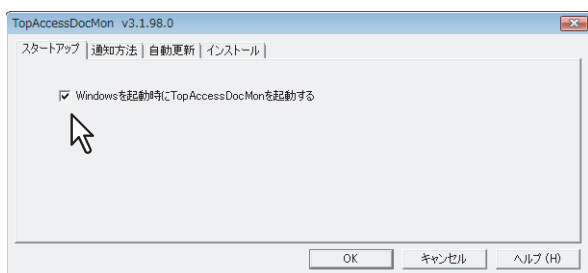 TopAccessDocMon v3.1.98.0
スタートアップ 通知方法 自動更新 インストール
Windowsを起動時にTopAccessDocMonを起動する
OK キャンセル ヘルプ (H)